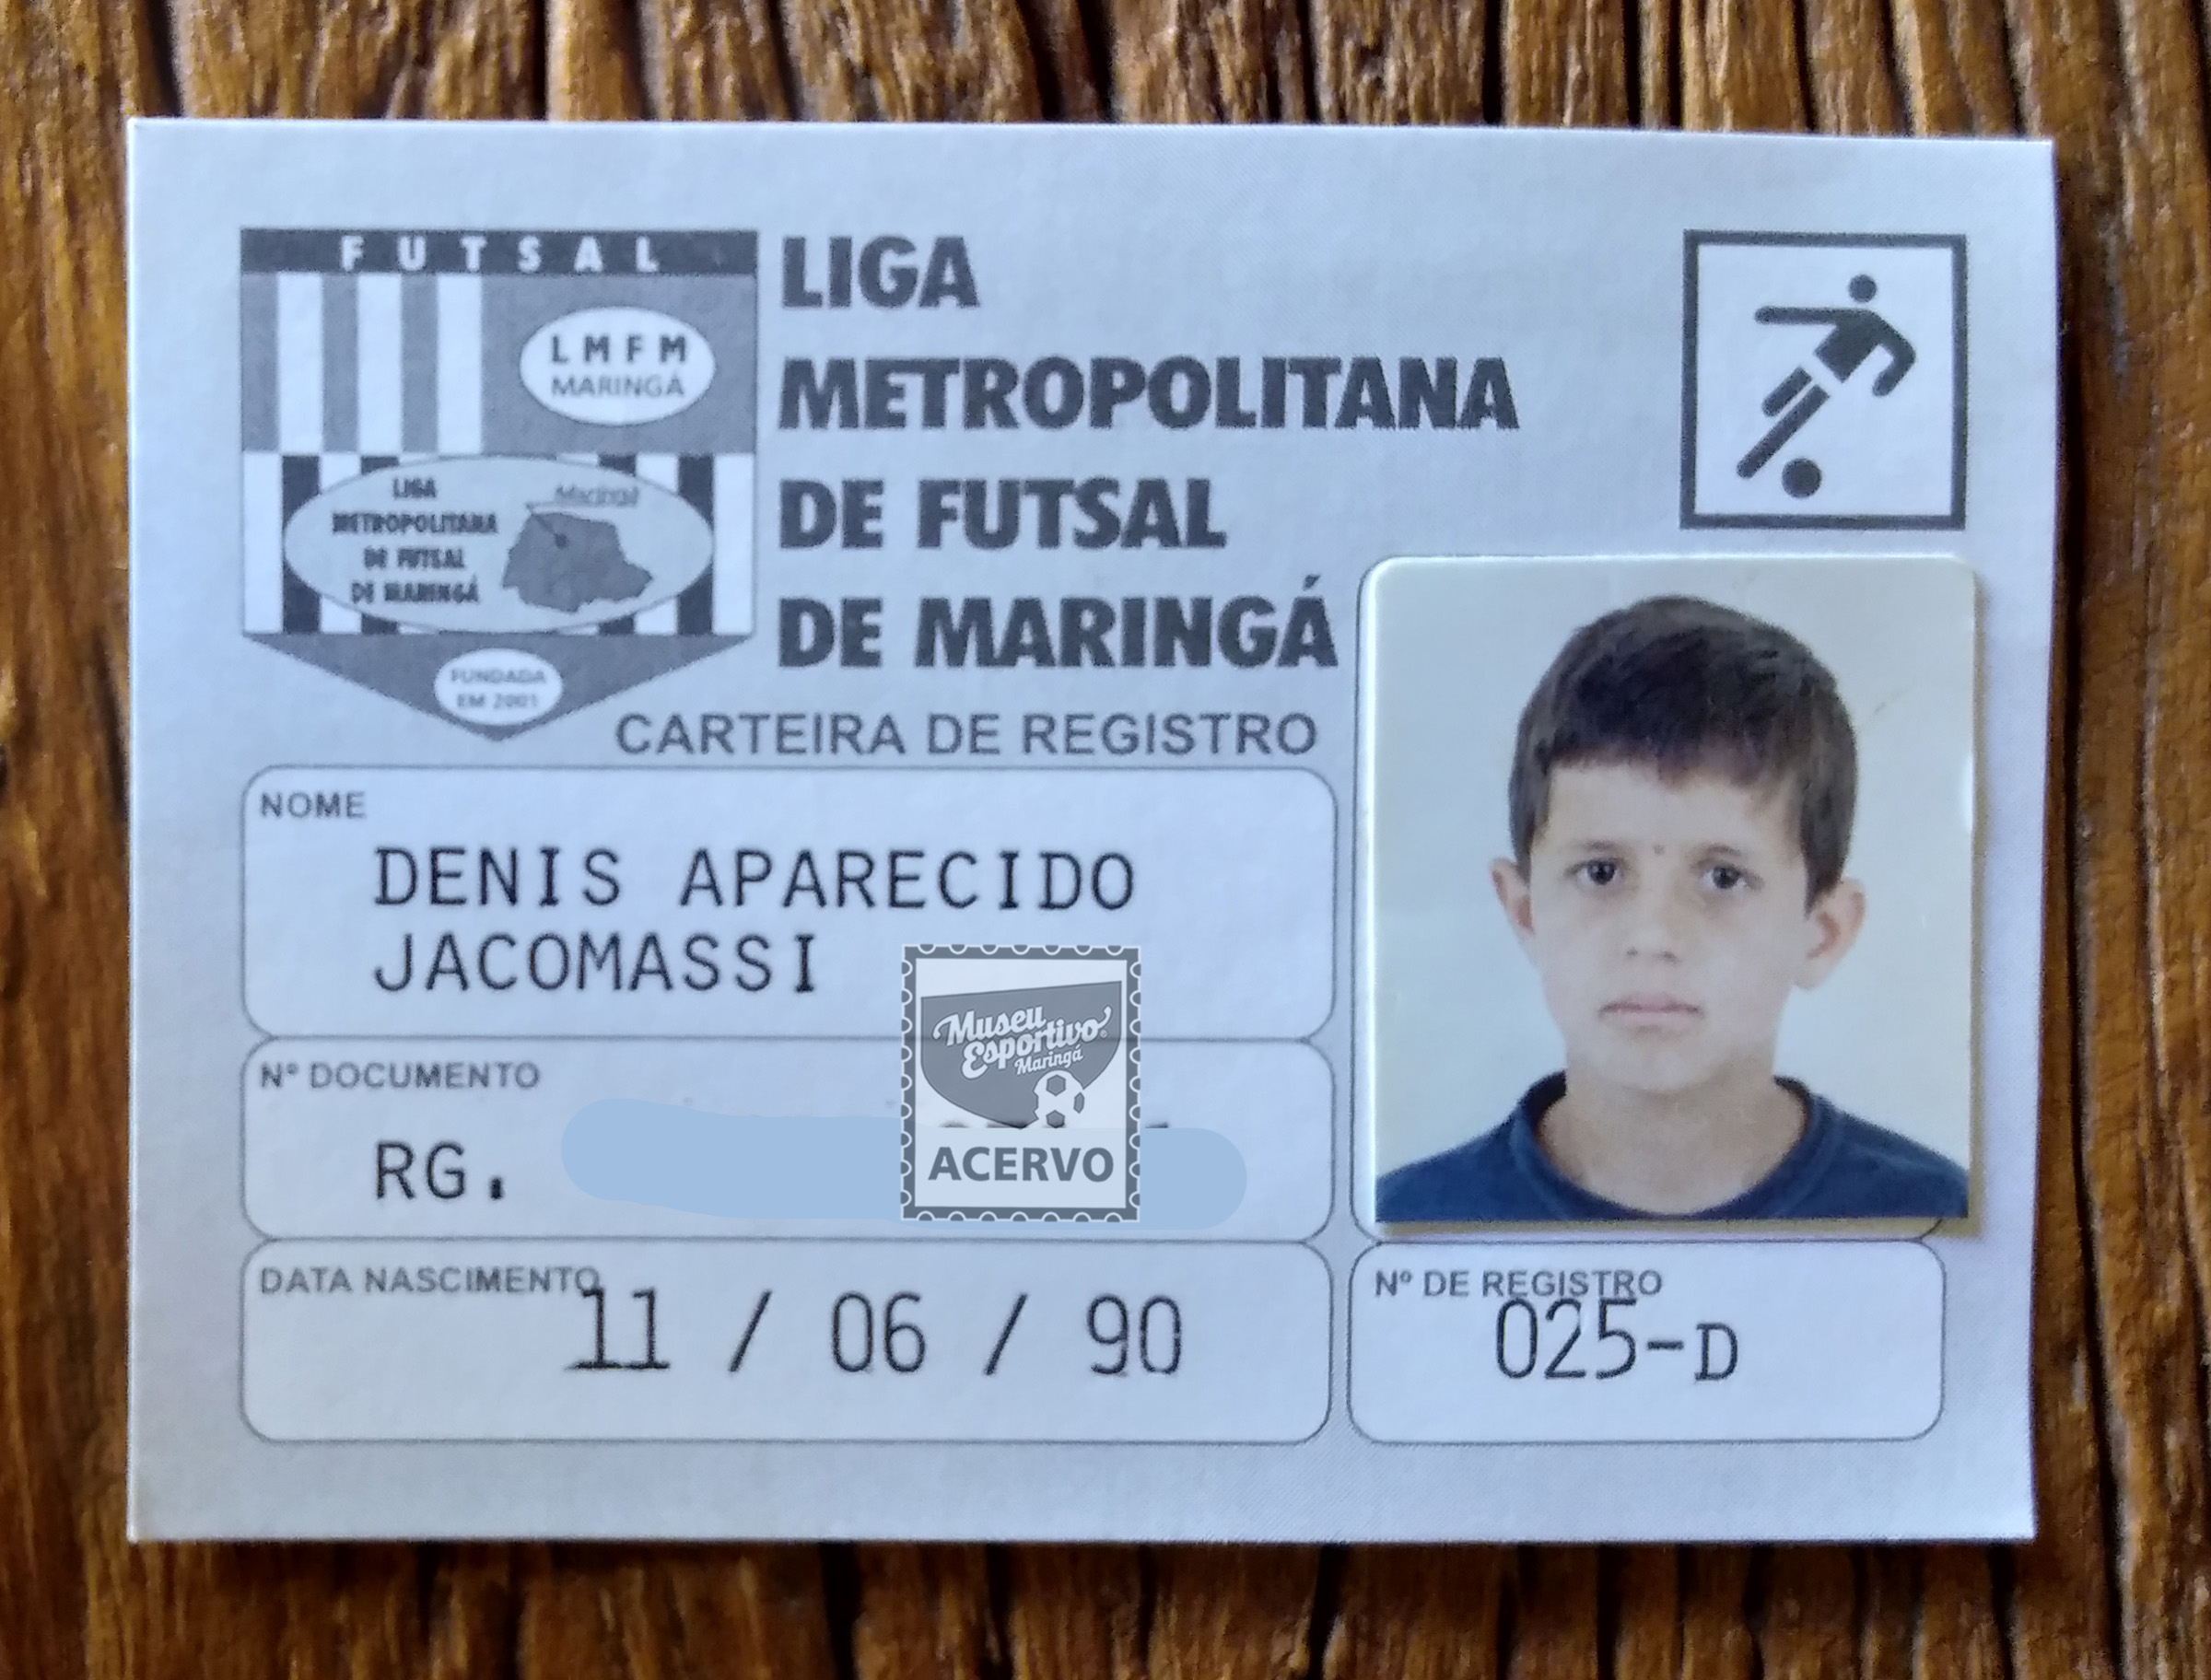 FUTSAL
LMFM
MARINGÁ
LIGA
METROPOLITANA
DE FUTSAL
DE MARINGÁ
Maringá
FUNDADA
EM 2001
LIGA
METROPOLITANA
DE FUTSAL
DE MARINGÁ
CARTEIRA DE REGISTRO
NOME
DENIS APARECIDO
JACOMASSI
Nº DOCUMENTO
RG.
Museu
Esportivo
Maringá
ACERVO
DATA NASCIMENTO
11 / 06 / 90
Nº DE REGISTRO
025-D